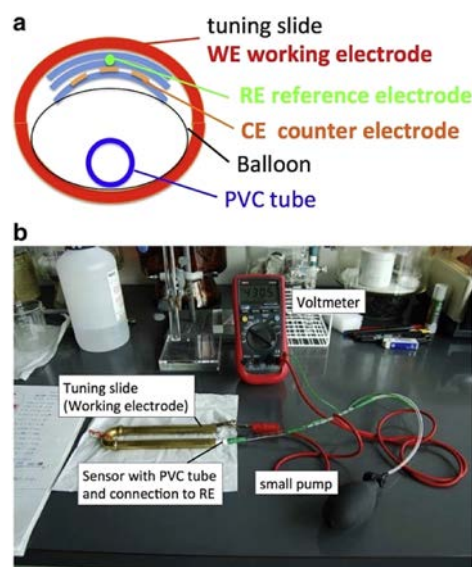 a
tuning slide
WE working electrode
RE reference electrode
CE counter electrode
Balloon
PVC tube
b
Voltmeter
Tuning slide
(Working electrode)
Sensor with PVC tube
and connection to RE
small pump